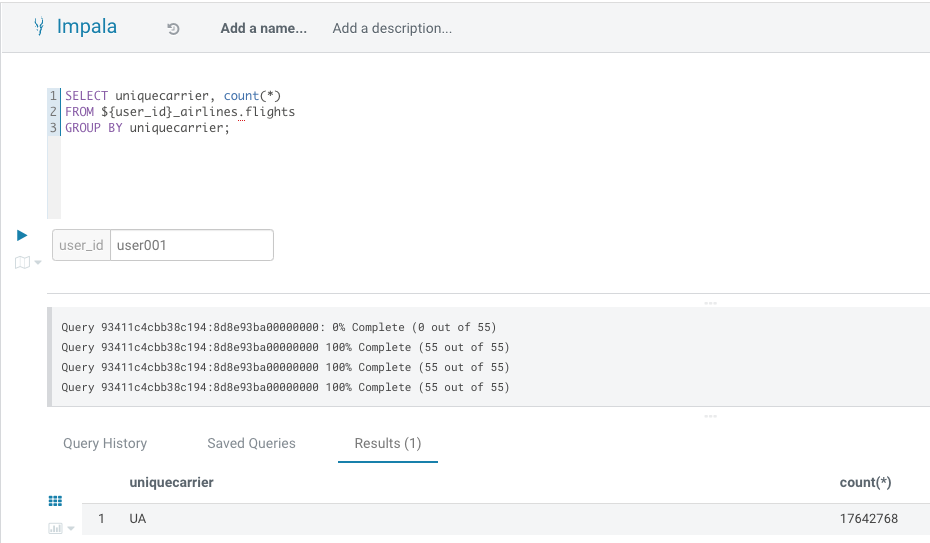 Impala Add a name... Add a description...
1 SELECT uniquecarrier, count(*)
2 FROM ${user_id}_airlines.flights
3 GROUP BY uniquecarrier;
user_id user001
Query 93411c4cbb38c194:8d8e93ba00000000: 0% Complete (0 out of 55)
Query 93411c4cbb38c194:8d8e93ba00000000 100% Complete (55 out of 55)
Query 93411c4cbb38c194:8d8e93ba00000000 100% Complete (55 out of 55)
Query 93411c4cbb38c194:8d8e93ba00000000 100% Complete (55 out of 55)
Query History Saved Queries Results (1)
uniquecarrier count(*)
1 UA 17642768